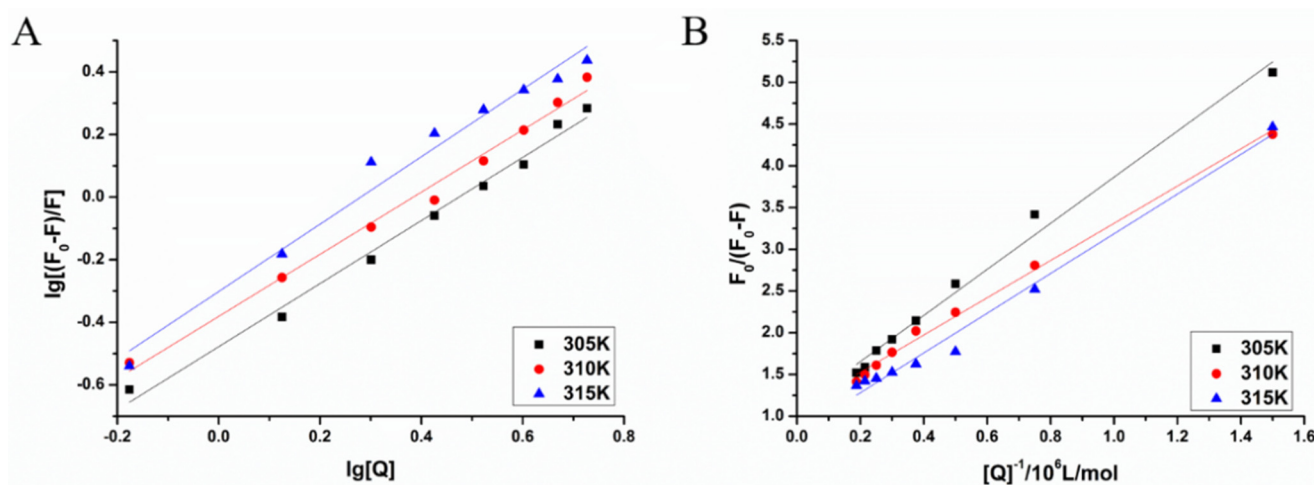 A
lg[(F₀-F)/F]
0.4
0.2
0.0
-0.2
-0.4
-0.6
-0.2
0.0
0.2
0.4
0.6
0.8
lg[Q]
305K
310K
315K
B
F₀/(F₀-F)
5.5
5.0
4.5
4.0
3.5
3.0
2.5
2.0
1.5
1.0
0.0
0.2
0.4
0.6
0.8
1.0
1.2
1.4
1.6
[Q]⁻¹/10⁶L/mol
305K
310K
315K